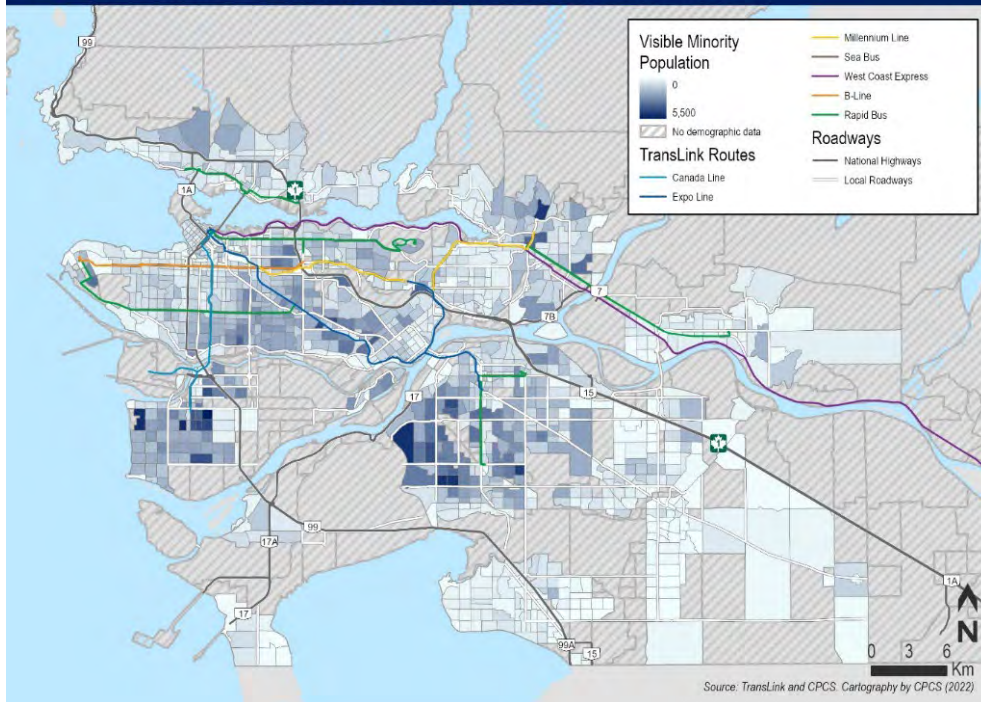 Visible Minority
Population
0
5,500
No demographic data
TransLink Routes
Canada Line
Expo Line
Millennium Line
Sea Bus
West Coast Express
B-Line
Rapid Bus
Roadways
National Highways
Local Roadways
99
1A
1
7
7B
17
15
1
99
17A
17
1A
99A
15
N
0 3 6
Km
Source: TransLink and CPCS. Cartography by CPCS (2022)